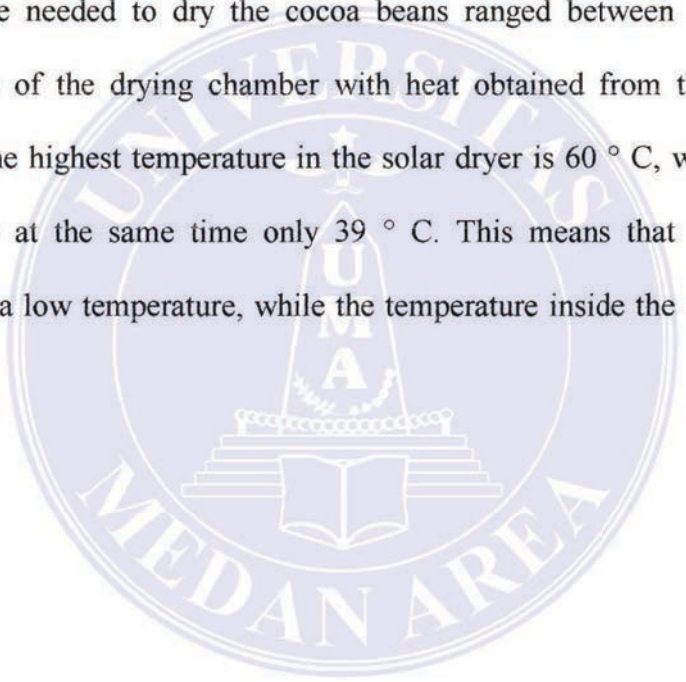 needed to dry the cocoa beans ranged between
of the drying chamber with heat obtained from
highest temperature in the solar dryer is 60 ° C,
at the same time only 39 ° C. This means that
a low temperature, while the temperature inside the
UNIVERSITAS
UMA
MEDAN AREA